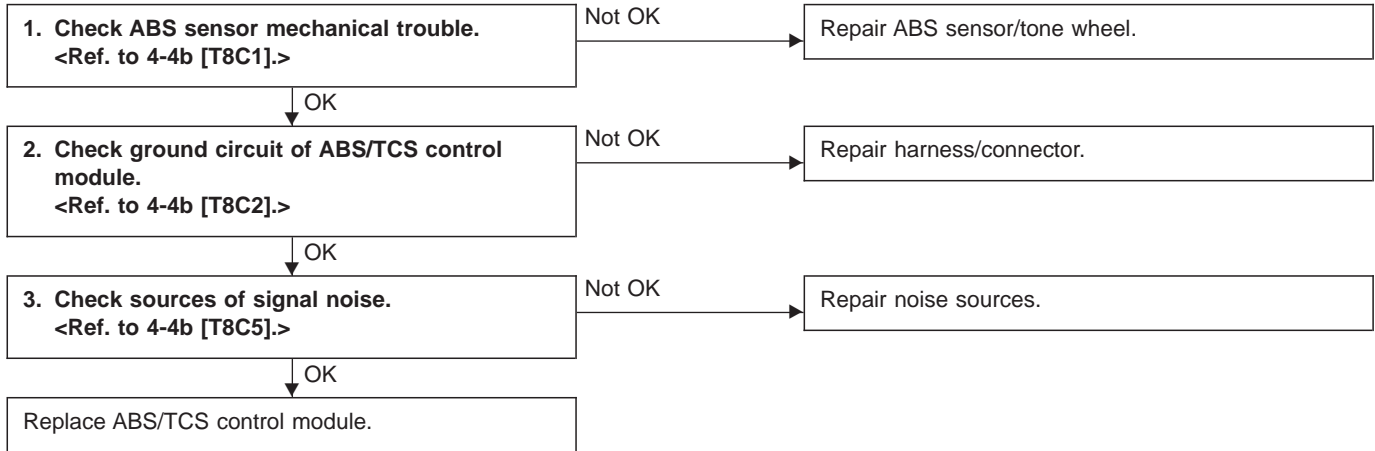 1. Check ABS sensor mechanical trouble.
<Ref. to 4-4b [T8C1].>
Not OK
Repair ABS sensor/tone wheel.
OK
2. Check ground circuit of ABS/TCS control
module.
<Ref. to 4-4b [T8C2].>
Not OK
Repair harness/connector.
OK
3. Check sources of signal noise.
<Ref. to 4-4b [T8C5].>
Not OK
Repair noise sources.
OK
Replace ABS/TCS control module.